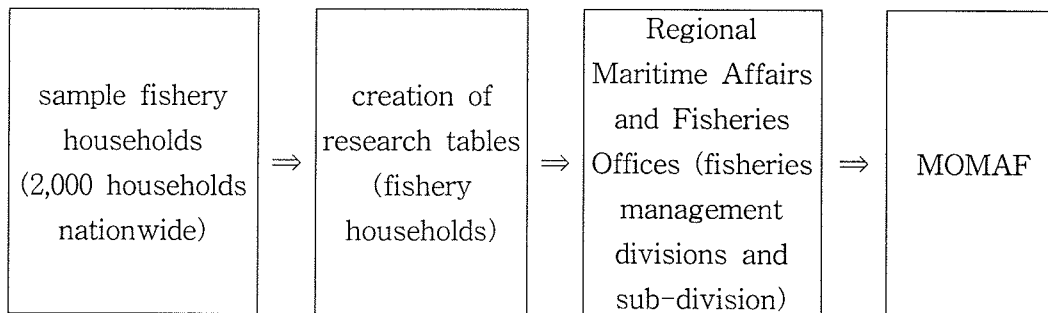 sample fishery
households
(2,000 households
nationwide)
⇒
creation of
research tables
(fishery
households)
⇒
Regional
Maritime Affairs
and Fisheries
Offices (fisheries
management
divisions and
sub-division)
⇒
MOMAF